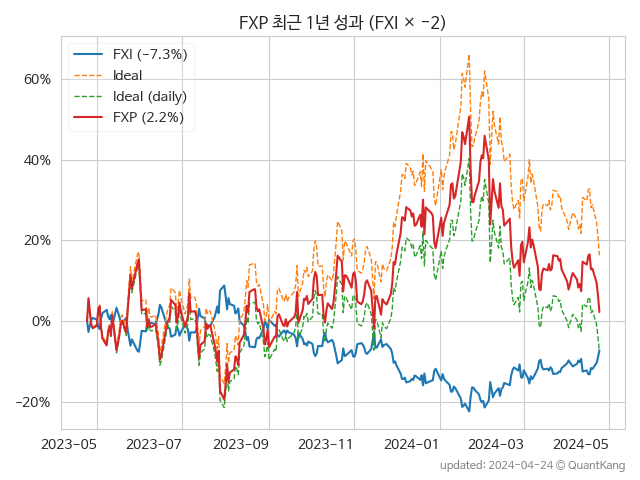 FXP 최근 1년 성과 (FXI × −2)
FXI (−7.3%)
Ideal
Ideal (daily)
FXP (2.2%)
60%
40%
20%
0%
−20%
2023-05 2023-07 2023-09 2023-11 2024-01 2024-03 2024-05
updated: 2024-04-24 © QuantKang